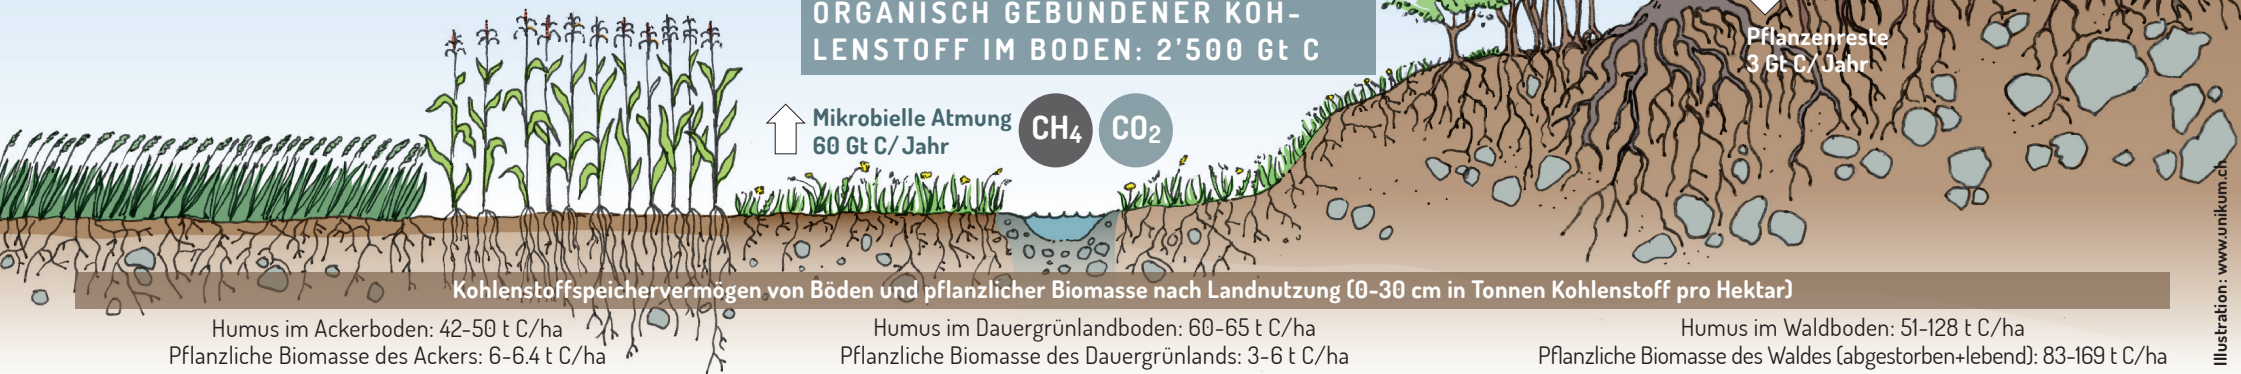 ORGANISCH GEBUNDENER KOH-
LENSTOFF IM BODEN: 2'500 Gt C
Pflanzenreste
3 Gt C/Jahr
Mikrobielle Atmung
60 Gt C/Jahr
CH₄ CO₂
Kohlenstoffspeichervermögen von Böden und pflanzlicher Biomasse nach Landnutzung (0-30 cm in Tonnen Kohlenstoff pro Hektar)
Humus im Ackerboden: 42-50 t C/ha
Pflanzliche Biomasse des Ackers: 6-6.4 t C/ha
Humus im Dauergrünlandboden: 60-65 t C/ha
Pflanzliche Biomasse des Dauergrünlands: 3-6 t C/ha
Humus im Waldboden: 51-128 t C/ha
Pflanzliche Biomasse des Waldes (abgestorben+lebend): 83-169 t C/ha
Illustration: www.unikum.ch